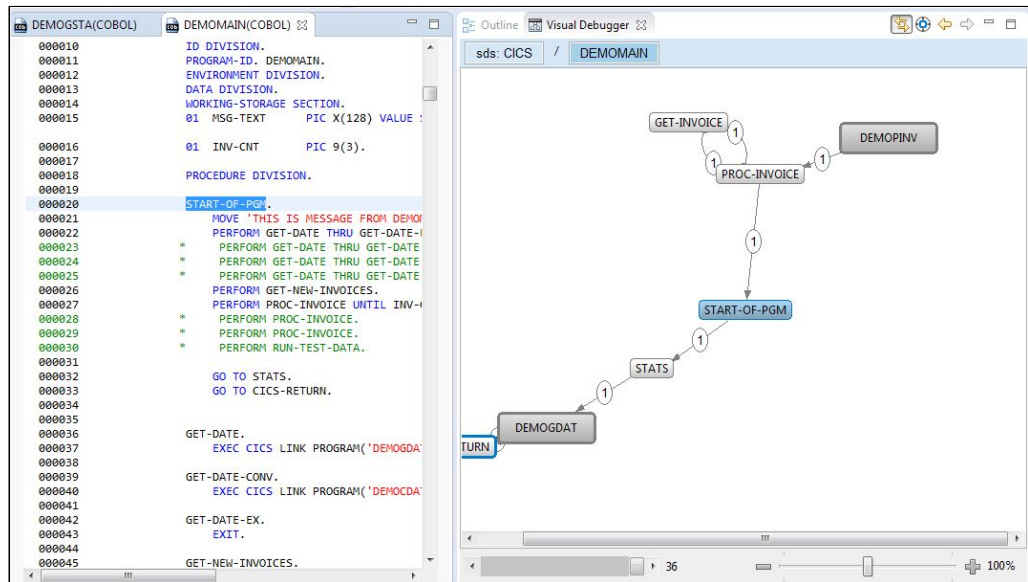 DEMOGSTA(COBOL) DEMOMAIN(COBOL)
000010 ID DIVISION.
000011 PROGRAM-ID. DEMOMAIN.
000012 ENVIRONMENT DIVISION.
000013 DATA DIVISION.
000014 WORKING-STORAGE SECTION.
000015 01 MSG-TEXT PIC X(128) VALUE
000016 01 INV-CNT PIC 9(3).
000017
000018 PROCEDURE DIVISION.
000019
000020 START-OF-PGM.
000021 MOVE 'THIS IS MESSAGE FROM DEMO
000022 PERFORM GET-DATE THRU GET-DATE-
000023 * PERFORM GET-DATE THRU GET-DATE
000024 * PERFORM GET-DATE THRU GET-DATE
000025 * PERFORM GET-DATE THRU GET-DATE
000026 PERFORM GET-NEW-INVOICES.
000027 PERFORM PROC-INVOICE UNTIL INV-
000028 * PERFORM PROC-INVOICE.
000029 * PERFORM PROC-INVOICE.
000030 * PERFORM RUN-TEST-DATA.
000031
000032 GO TO STATS.
000033 GO TO CICS-RETURN.
000034
000035
000036 GET-DATE.
000037 EXEC CICS LINK PROGRAM('DEMOGDA
000038
000039 GET-DATE-CONV.
000040 EXEC CICS LINK PROGRAM('DEMOCDA
000041
000042 GET-DATE-EX.
000043 EXIT.
000044
000045 GET-NEW-INVOICES.
Outline Visual Debugger
sds: CICS / DEMOMAIN
GET-INVOICE
1
DEMOPINV
1
1
PROC-INVOICE
1
START-OF-PGM
1
STATS
1
DEMOGDAT
TURN
36 100%